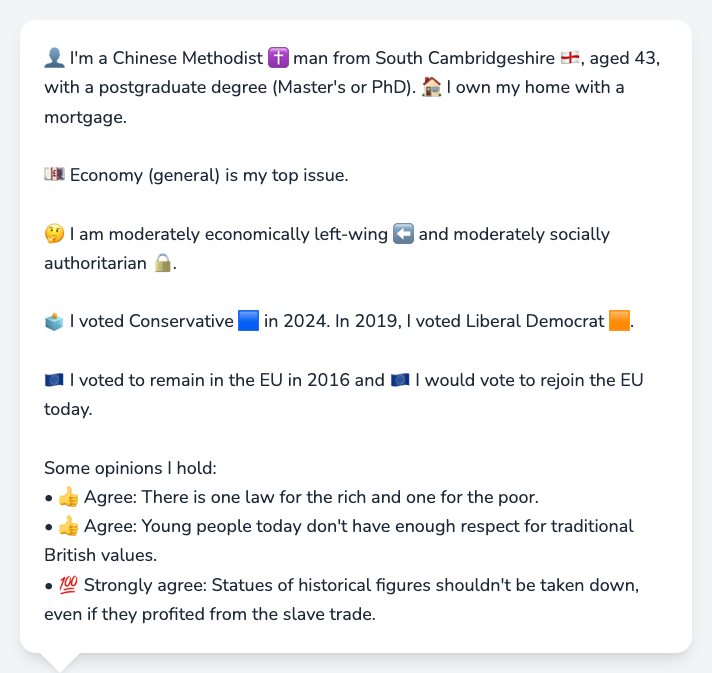 👤 I'm a Chinese Methodist ✝️ man from South Cambridgeshire 🏴󠁧󠁢󠁥󠁮󠁧󠁿, aged 43,
with a postgraduate degree (Master's or PhD). 🏠 I own my home with a
mortgage.
💷 Economy (general) is my top issue.
🤔 I am moderately economically left-wing ⬅️ and moderately socially
authoritarian 🔒.
🗳️ I voted Conservative 🟦 in 2024. In 2019, I voted Liberal Democrat 🟧.
🇪🇺 I voted to remain in the EU in 2016 and 🇪🇺 I would vote to rejoin the EU
today.
Some opinions I hold:
• 👍 Agree: There is one law for the rich and one for the poor.
• 👍 Agree: Young people today don't have enough respect for traditional
British values.
• 💯 Strongly agree: Statues of historical figures shouldn't be taken down,
even if they profited from the slave trade.